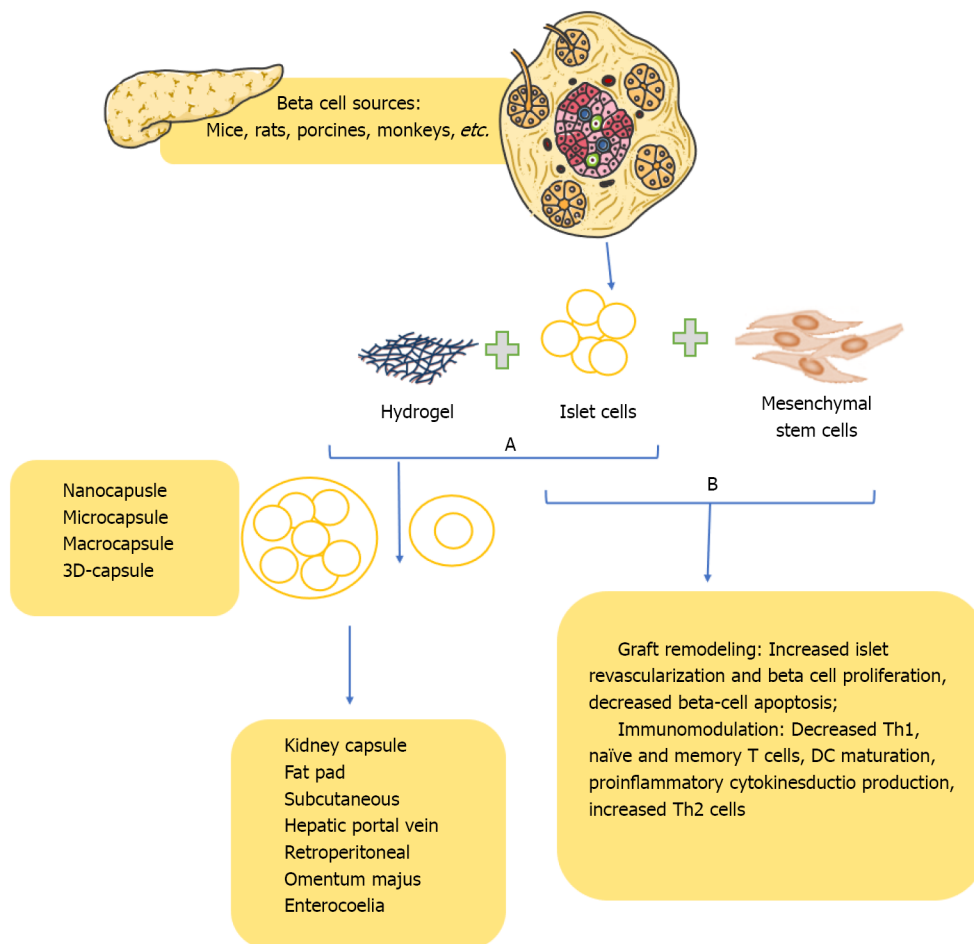 Beta cell sources:
Mice, rats, porcines, monkeys, etc.
Hydrogel
Islet cells
Mesenchymal
stem cells
A
B
Nanocapusle
Microcapsule
Macrocapsule
3D-capsule
Graft remodeling: Increased islet
revascularization and beta cell proliferation,
decreased beta-cell apoptosis;
Immunomodulation: Decreased Th1,
naïve and memory T cells, DC maturation,
proinflammatory cytokinesductio production,
increased Th2 cells
Kidney capsule
Fat pad
Subcutaneous
Hepatic portal vein
Retroperitoneal
Omentum majus
Enterocoelia